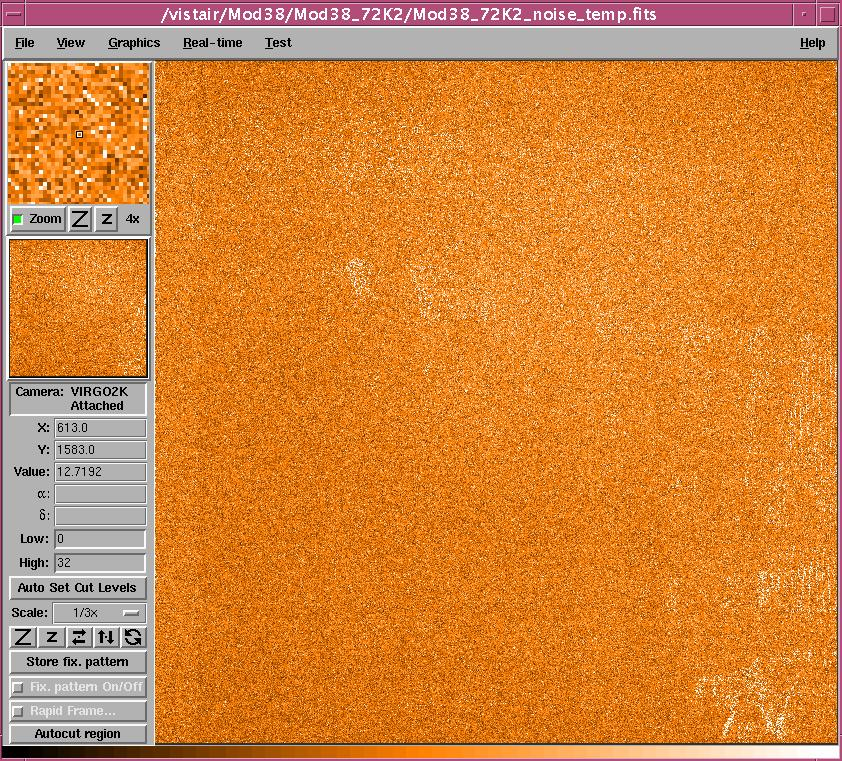 /vistair/Mod38/Mod38_72K2/Mod38_72K2_noise_temp.fits
File View Graphics Real-time Test Help
Zoom Z z 4x
Camera: VIRGO2K
Attached
X: 613.0
Y: 1583.0
Value: 12.7192
α:
δ:
Low: 0
High: 32
Auto Set Cut Levels
Scale: 1/3x
Z z
Store fix. pattern
Fix. pattern On/Off
Rapid Frame...
Autocut region